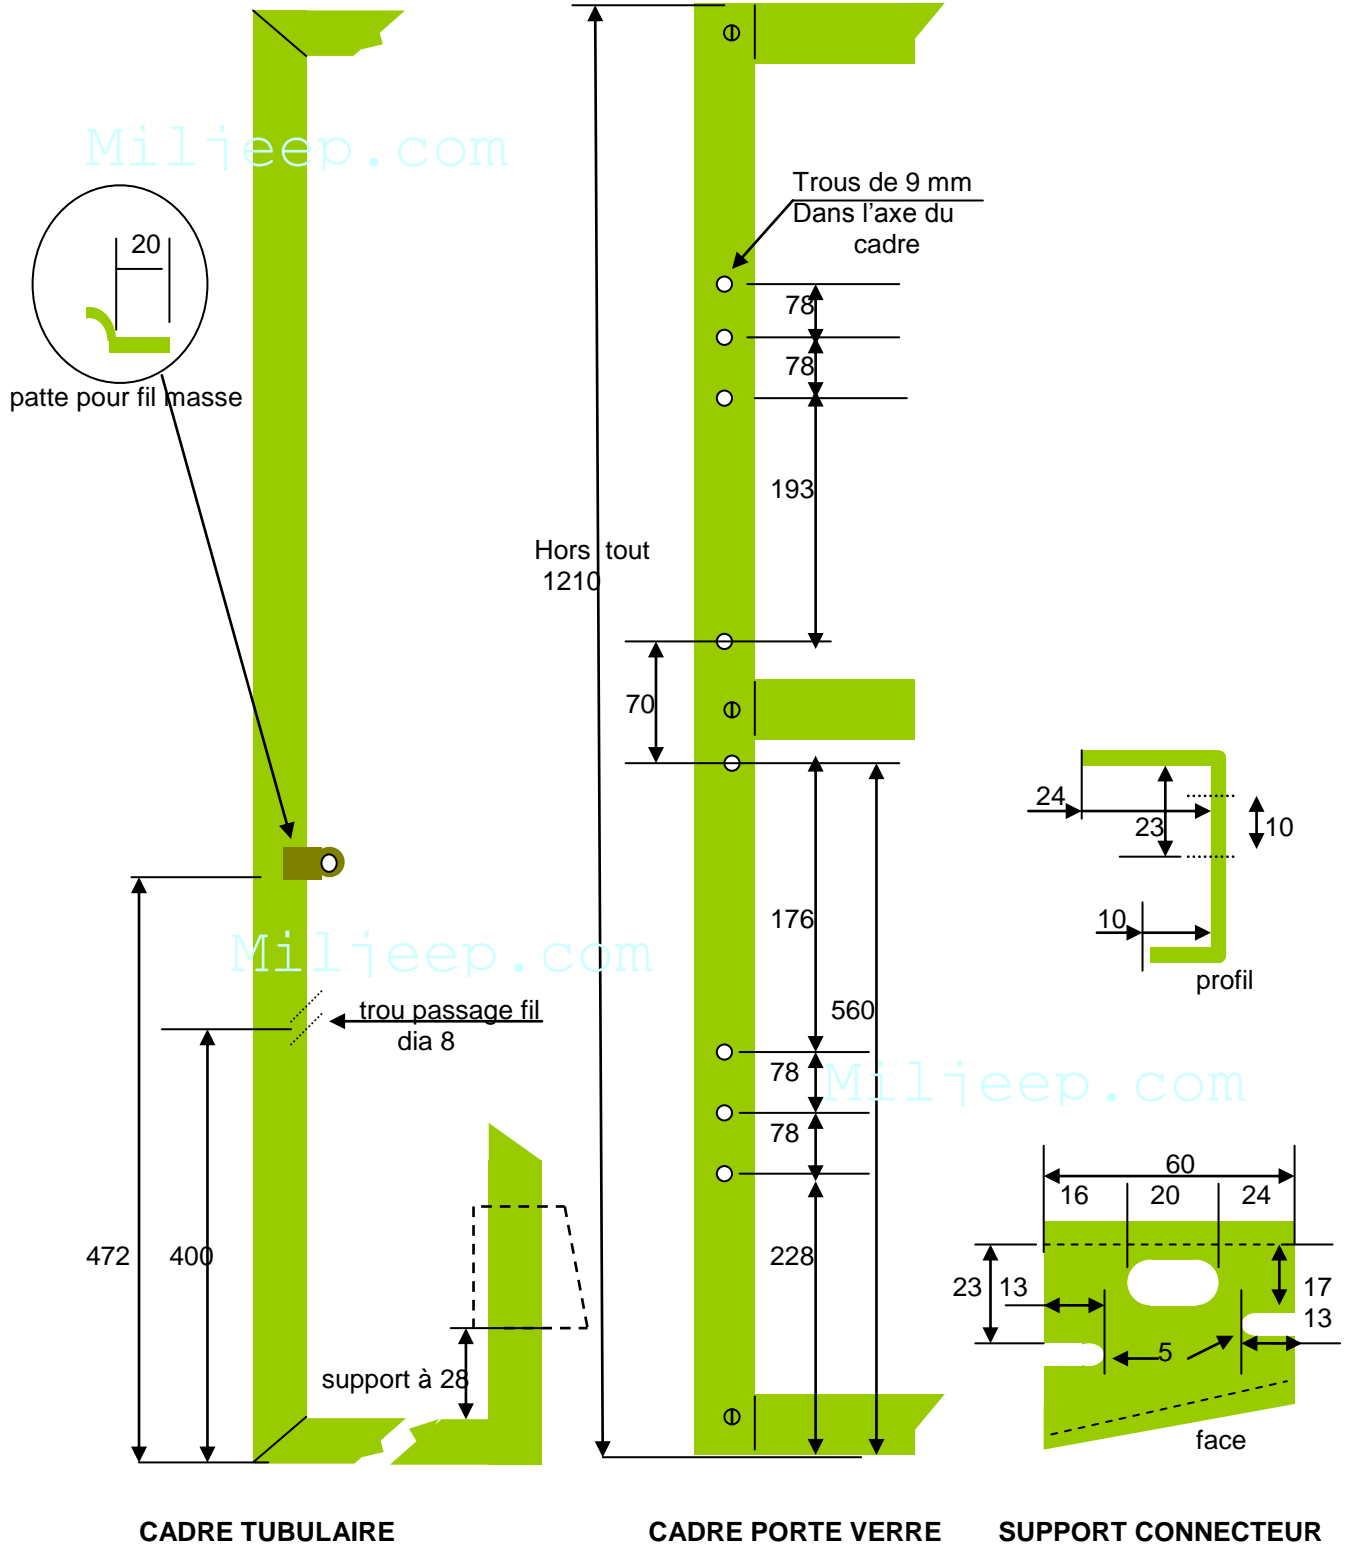 Miljeep.com
Trous de 9 mm
Dans l'axe du
cadre
20
78
78
patte pour fil masse
193
Hors tout
1210
70
24
23
10
176
10
Miljeep.com
profil
trou passage fil
dia 8
560
78
Miljeep.com
78
60
16
20
24
472
400
228
23
13
17
13
5
support à 28
face
CADRE TUBULAIRE
CADRE PORTE VERRE
SUPPORT CONNECTEUR